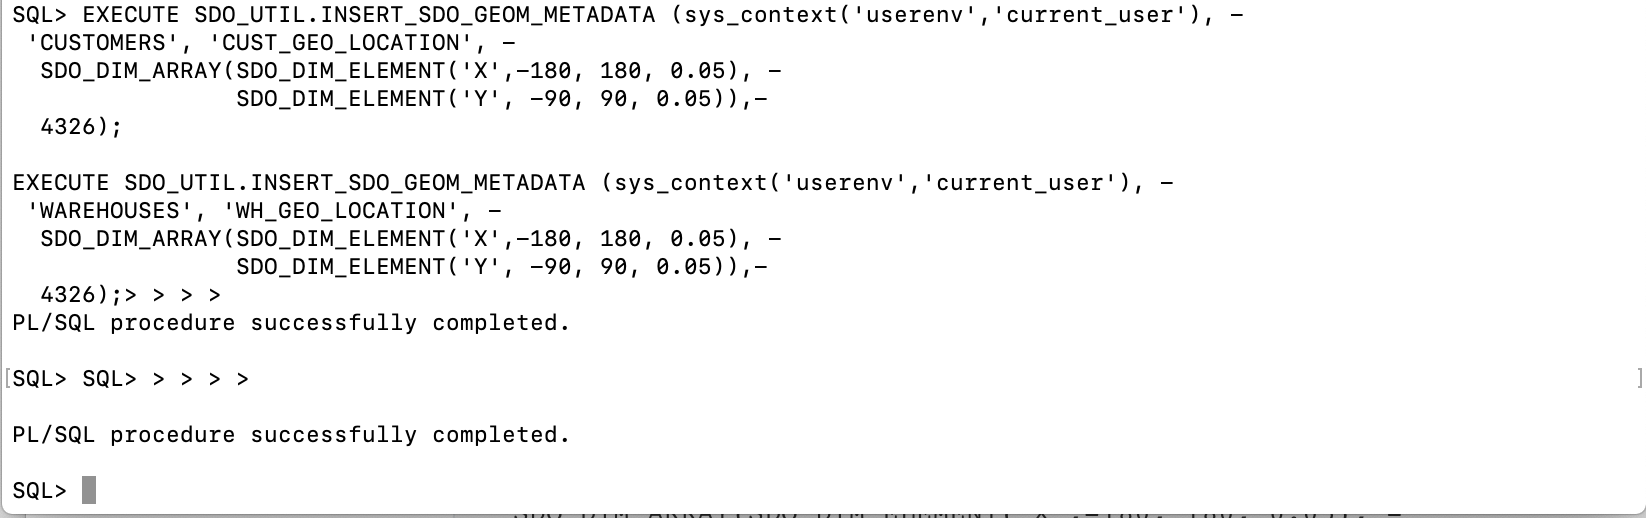 SQL> EXECUTE SDO_UTIL.INSERT_SDO_GEOM_METADATA (sys_context('userenv','current_user'), -
'CUSTOMERS', 'CUST_GEO_LOCATION', -
SDO_DIM_ARRAY(SDO_DIM_ELEMENT('X',-180, 180, 0.05), -
SDO_DIM_ELEMENT('Y', -90, 90, 0.05)),-
4326);
EXECUTE SDO_UTIL.INSERT_SDO_GEOM_METADATA (sys_context('userenv','current_user'), -
'WAREHOUSES', 'WH_GEO_LOCATION', -
SDO_DIM_ARRAY(SDO_DIM_ELEMENT('X',-180, 180, 0.05), -
SDO_DIM_ELEMENT('Y', -90, 90, 0.05)),-
4326);> > > >
PL/SQL procedure successfully completed.
[SQL> SQL> > > > > ]
PL/SQL procedure successfully completed.
SQL>